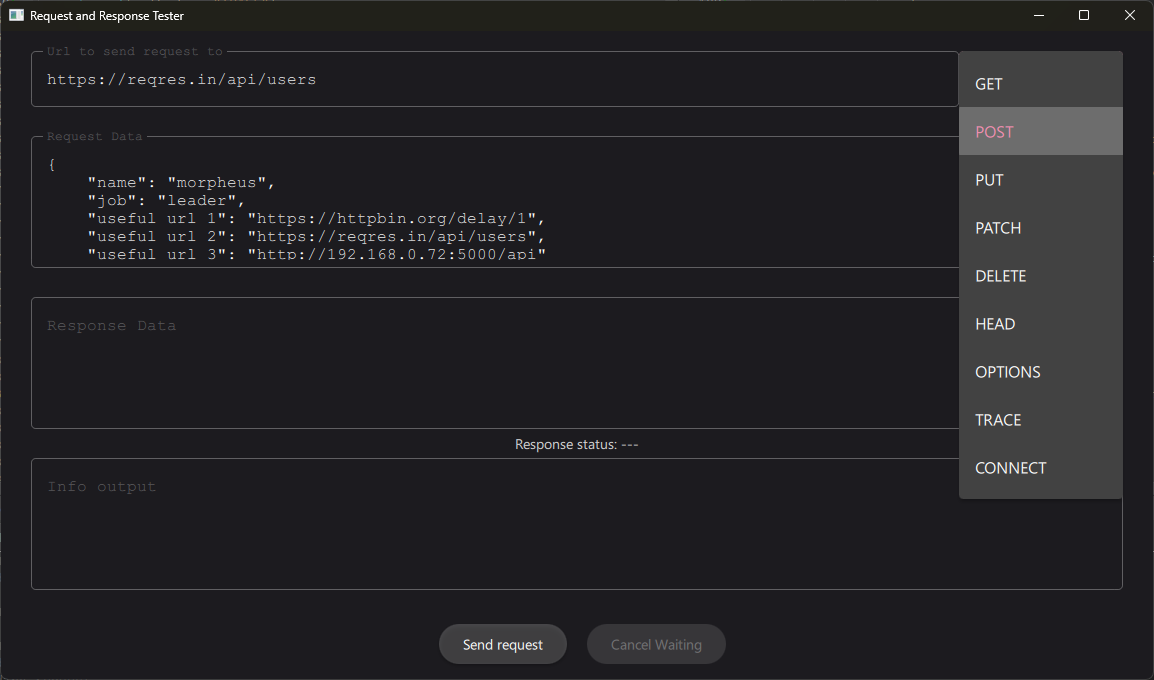 Request and Response Tester
Url to send request to
https://reqres.in/api/users
GET
POST
PUT
PATCH
DELETE
HEAD
OPTIONS
TRACE
CONNECT
Request Data
{
"name": "morpheus",
"job": "leader",
"useful url 1": "https://httpbin.org/delay/1",
"useful url 2": "https://reqres.in/api/users",
"useful url 3": "http://192.168.0.72:5000/api"
Response Data
Response status: ---
Info output
Send request
Cancel Waiting